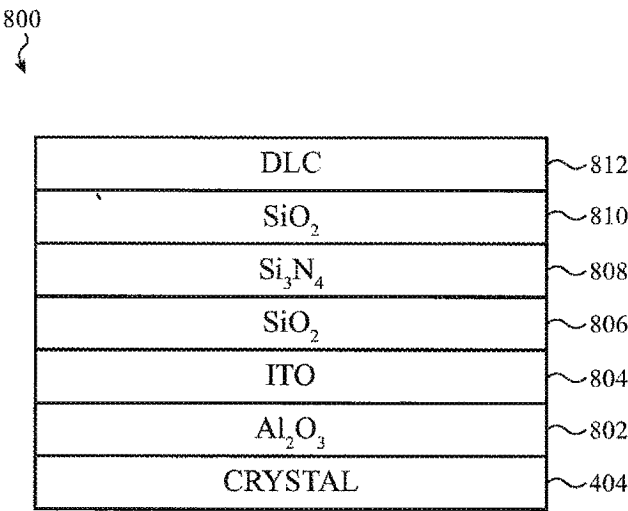 800
DLC 812
SiO₂ 810
Si₃N₄ 808
SiO₂ 806
ITO 804
Al₂O₃ 802
CRYSTAL 404